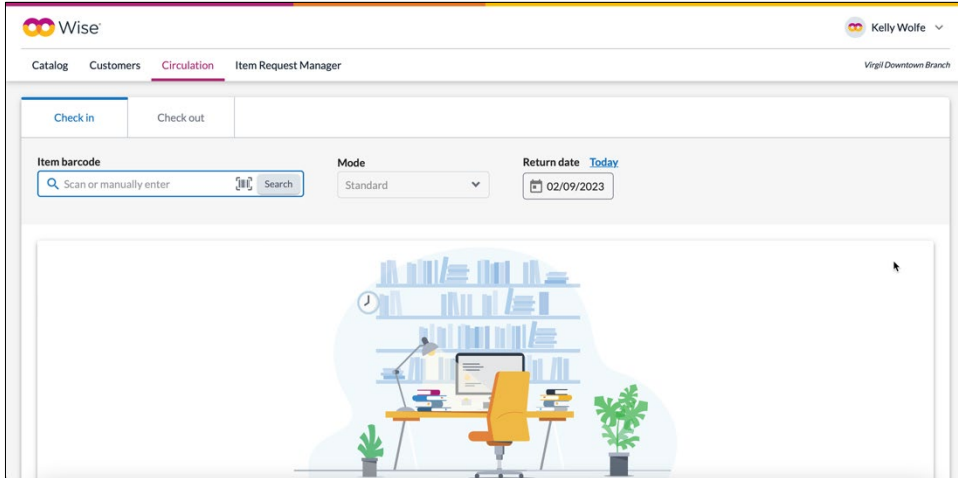 Wise
Kelly Wolfe
Catalog Customers Circulation Item Request Manager
Virgil Downtown Branch
Check in Check out
Item barcode Mode Return date Today
Scan or manually enter Search Standard 02/09/2023